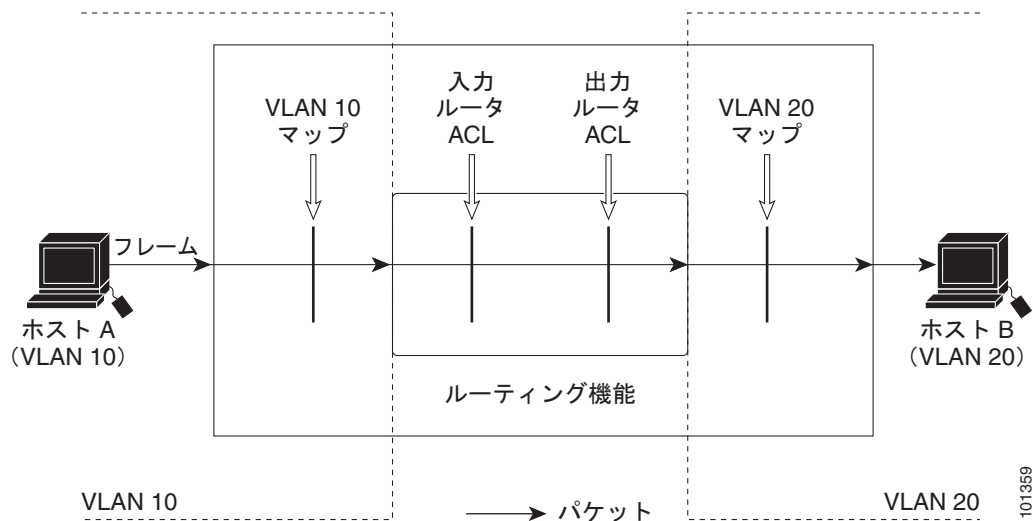 VLAN 10
マップ
入力
ルータ
ACL
出力
ルータ
ACL
VLAN 20
マップ
フレーム
ホスト A
(VLAN 10)
ホスト B
(VLAN 20)
ルーティング機能
VLAN 10
パケット
VLAN 20
101359